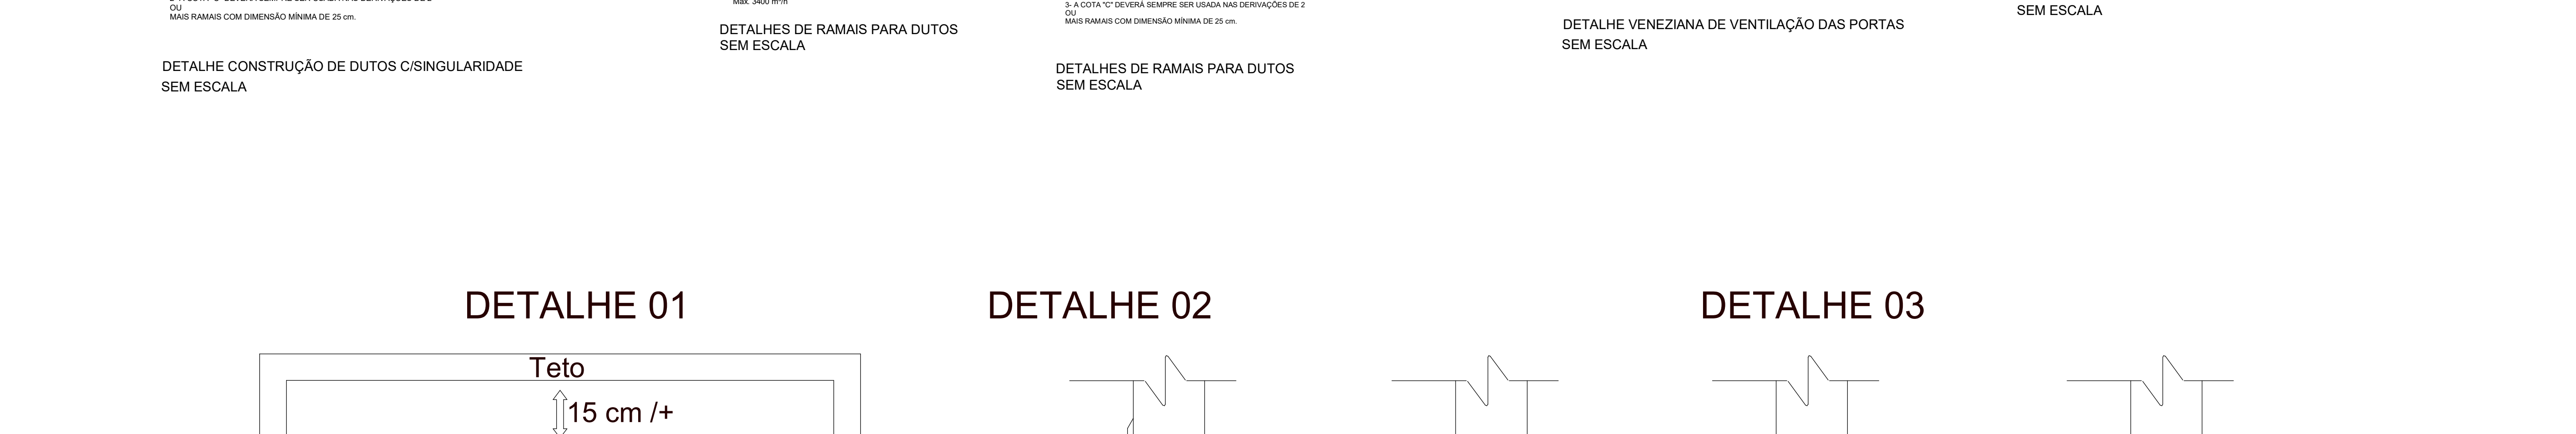 OU
MAIS RAMAIS COM DIMENSÃO MÍNIMA DE 25 cm.
DETALHE CONSTRUÇÃO DE DUTOS C/SINGULARIDADE
SEM ESCALA
Máx. 3400 m³/h
DETALHES DE RAMAIS PARA DUTOS
SEM ESCALA
3- A COTA "C" DEVERÁ SEMPRE SER USADA NAS DERIVAÇÕES DE 2
OU
MAIS RAMAIS COM DIMENSÃO MÍNIMA DE 25 cm.
DETALHES DE RAMAIS PARA DUTOS
SEM ESCALA
DETALHE VENEZIANA DE VENTILAÇÃO DAS PORTAS
SEM ESCALA
SEM ESCALA
DETALHE 01
Teto
15 cm /+
DETALHE 02
DETALHE 03